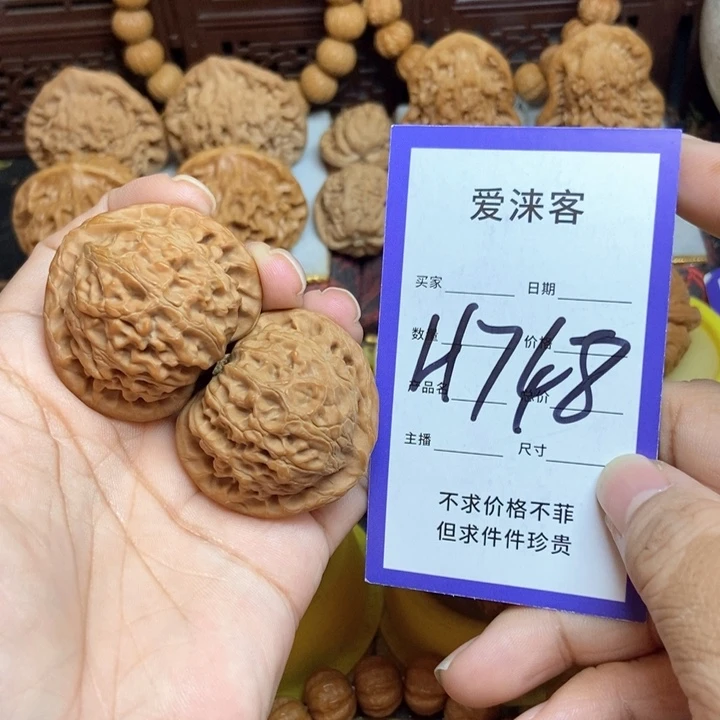 爱涞客
买家 日期
数量 价格
H748
产品名 总价
主播 尺寸
不求价格不菲
但求件件珍贵